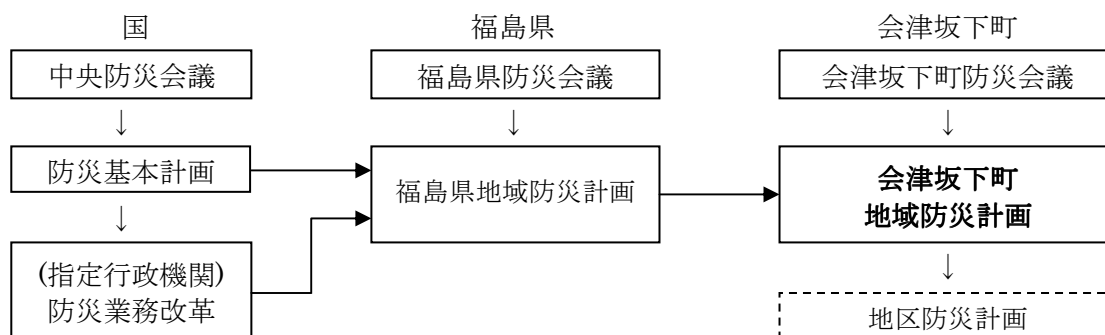 国
中央防災会議
↓
防災基本計画
↓
(指定行政機関)
防災業務改革
福島県
福島県防災会議
↓
福島県地域防災計画
会津坂下町
会津坂下町防災会議
↓
会津坂下町
地域防災計画
↓
地区防災計画